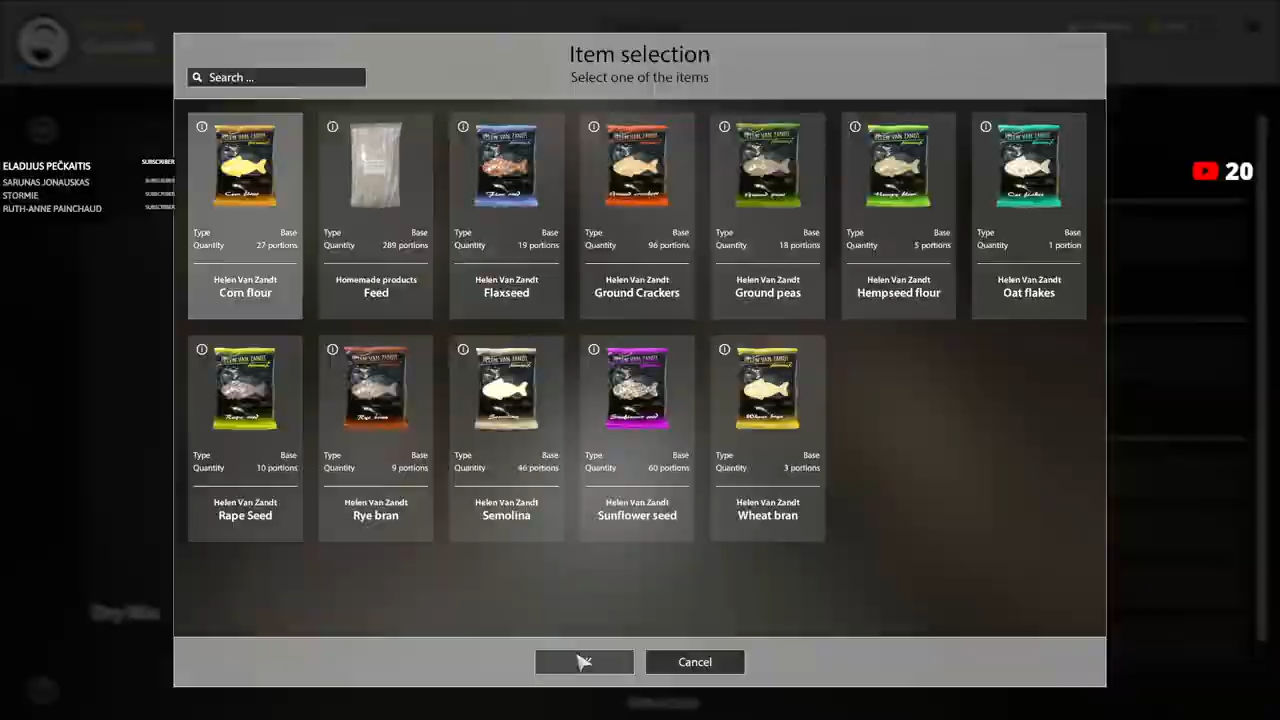 Item selection
Select one of the items
Search ...
ELADIJUS PEČKAITIS SUBSCRIBER
SARUNAS JONAUSKAS SUBSCRIBER
STORMIE SUBSCRIBER
RUTH-ANNE PAINCHAUD SUBSCRIBER
20
Type Base
Quantity 27 portions
Helen Van Zandt
Corn flour
Type Base
Quantity 289 portions
Homemade products
Feed
Type Base
Quantity 19 portions
Helen Van Zandt
Flaxseed
Type Base
Quantity 96 portions
Helen Van Zandt
Ground Crackers
Type Base
Quantity 18 portions
Helen Van Zandt
Ground peas
Type Base
Quantity 5 portions
Helen Van Zandt
Hempseed flour
Type Base
Quantity 1 portion
Helen Van Zandt
Oat flakes
Type Base
Quantity 10 portions
Helen Van Zandt
Rape Seed
Type Base
Quantity 9 portions
Helen Van Zandt
Rye bran
Type Base
Quantity 46 portions
Helen Van Zandt
Semolina
Type Base
Quantity 60 portions
Helen Van Zandt
Sunflower seed
Type Base
Quantity 3 portions
Helen Van Zandt
Wheat bran
Cancel